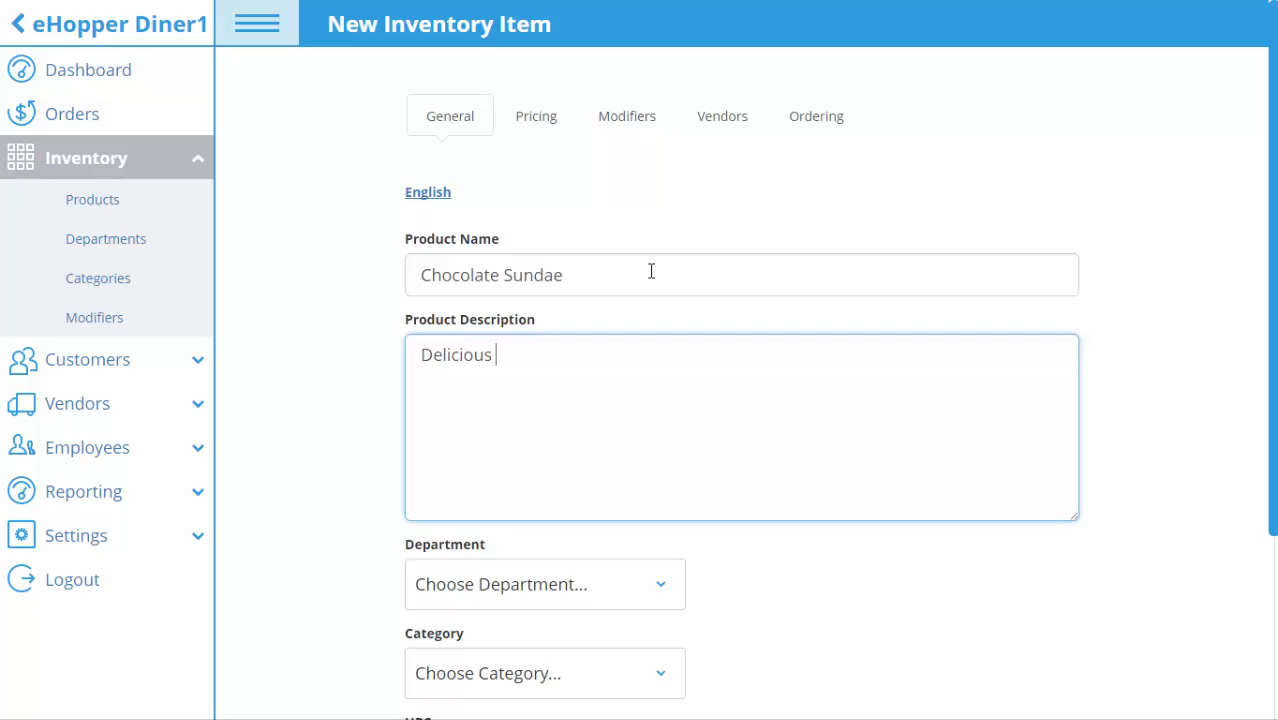 eHopper Diner1
New Inventory Item
Dashboard
Orders
Inventory
Products
Departments
Categories
Modifiers
Customers
Vendors
Employees
Reporting
Settings
Logout
General Pricing Modifiers Vendors Ordering
English
Product Name
Chocolate Sundae
Product Description
Delicious
Department
Choose Department...
Category
Choose Category...